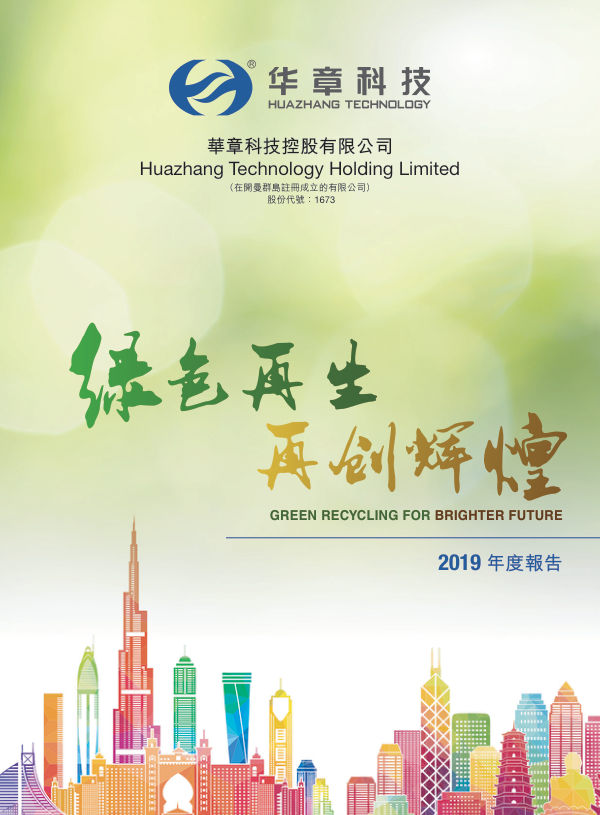 ®
华章科技
HUAZHANG TECHNOLOGY
華章科技控股有限公司
Huazhang Technology Holding Limited
（在開曼群島註冊成立的有限公司）
股份代號：1673
绿色再生
再创辉煌
GREEN RECYCLING FOR BRIGHTER FUTURE
2019 年度報告